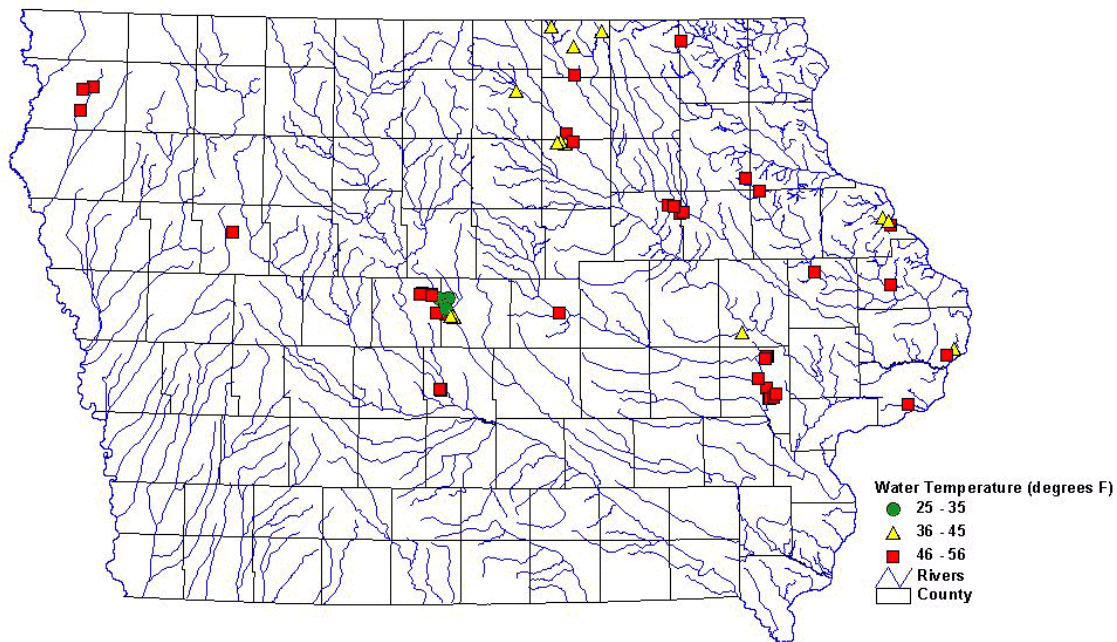 Water Temperature (degrees F)
25 - 35
36 - 45
46 - 56
Rivers
County